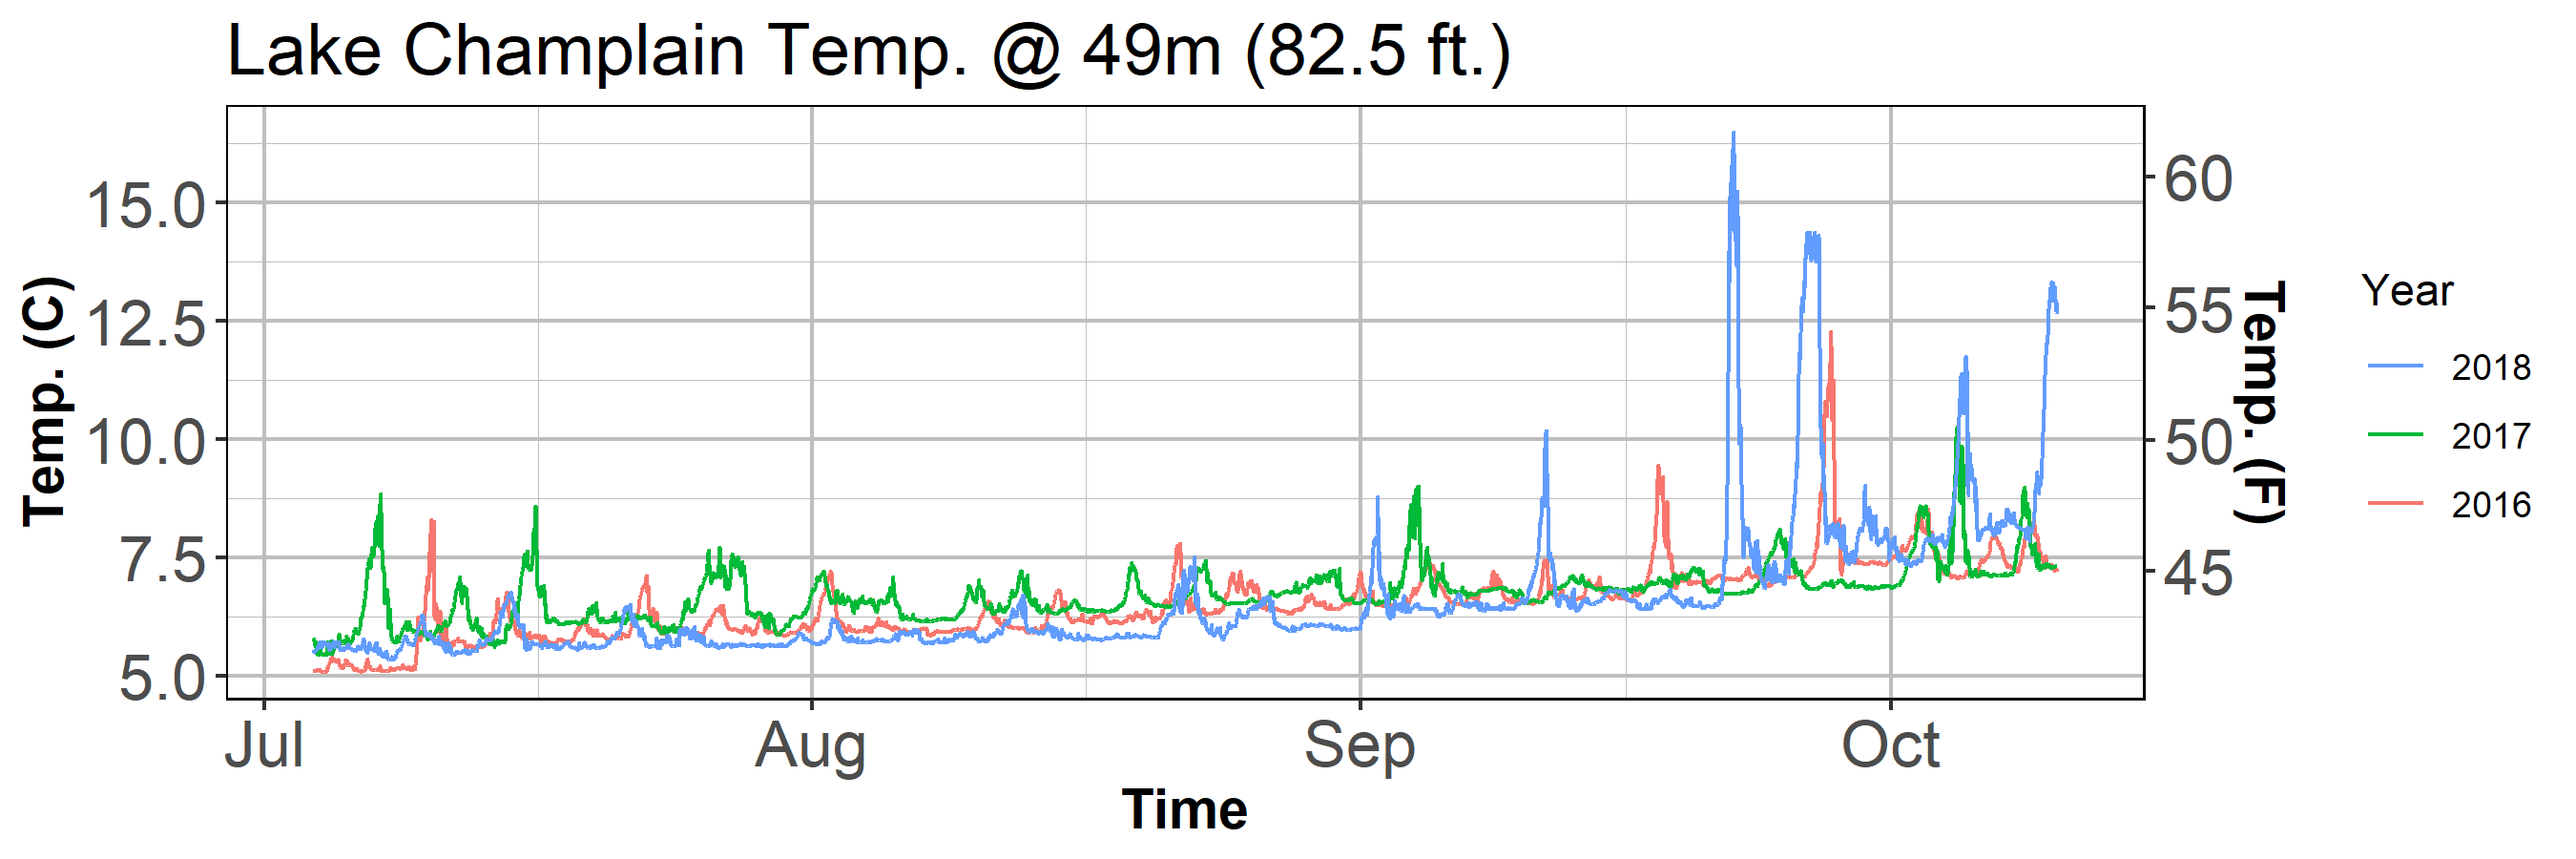 Lake Champlain Temp. @ 49m (82.5 ft.)
Temp. (C)
15.0
12.5
10.0
7.5
5.0
60
55
50
45
Temp. (F)
Jul Aug Sep Oct
Time
Year
2018
2017
2016